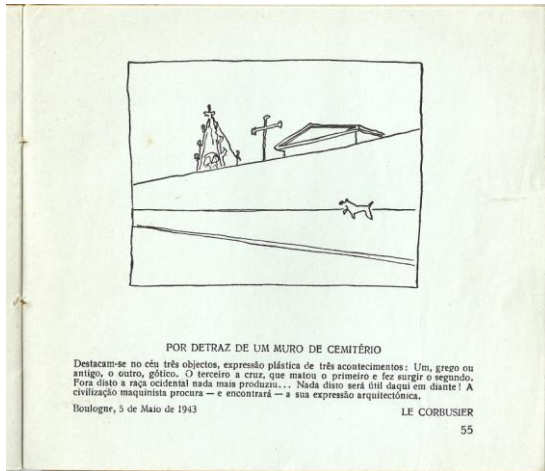 POR DETRAZ DE UM MURO DE CEMITÉRIO
Destacam-se no céu três objectos, expressão plástica de três acontecimentos: Um, grego ou
antigo, o outro, gótico. O terceiro a cruz, que matou o primeiro e fez surgir o segundo.
Fora disto a raça ocidental nada mais produziu... Nada disto será útil daqui em diante! A
civilização maquinista procura — e encontrará — a sua expressão arquitectónica.
Boulogne, 5 de Maio de 1943
LE CORBUSIER
55